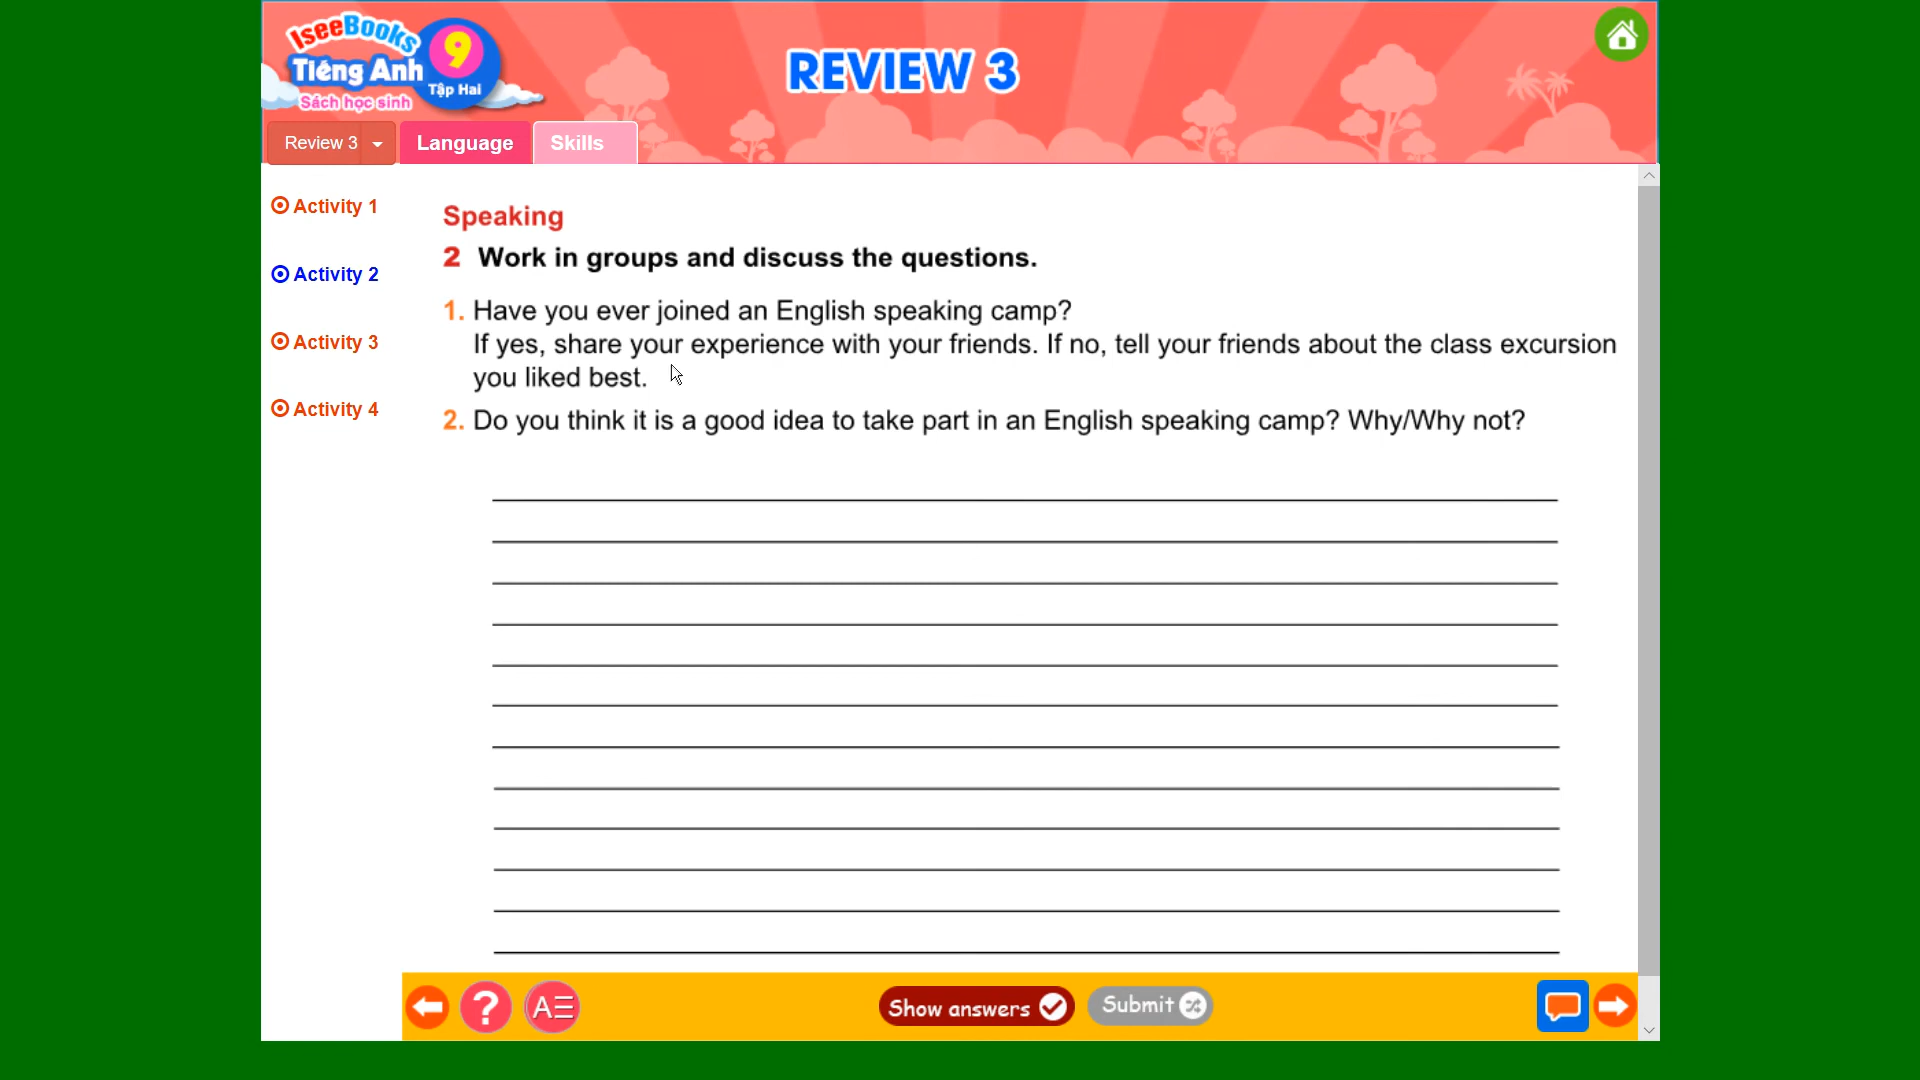 IseeBooks
Tiếng Anh 9
Tập Hai
Sách học sinh
REVIEW 3
Review 3
Language
Skills
Activity 1
Activity 2
Activity 3
Activity 4
Speaking
2 Work in groups and discuss the questions.
1. Have you ever joined an English speaking camp?
If yes, share your experience with your friends. If no, tell your friends about the class excursion
you liked best.
2. Do you think it is a good idea to take part in an English speaking camp? Why/Why not?
?
A
Show answers
Submit